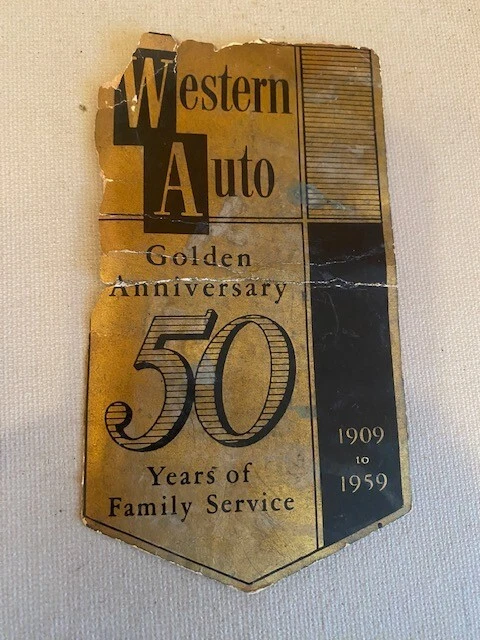 Western
Auto
Golden
Anniversary
50
Years of
Family Service
1909
to
1959